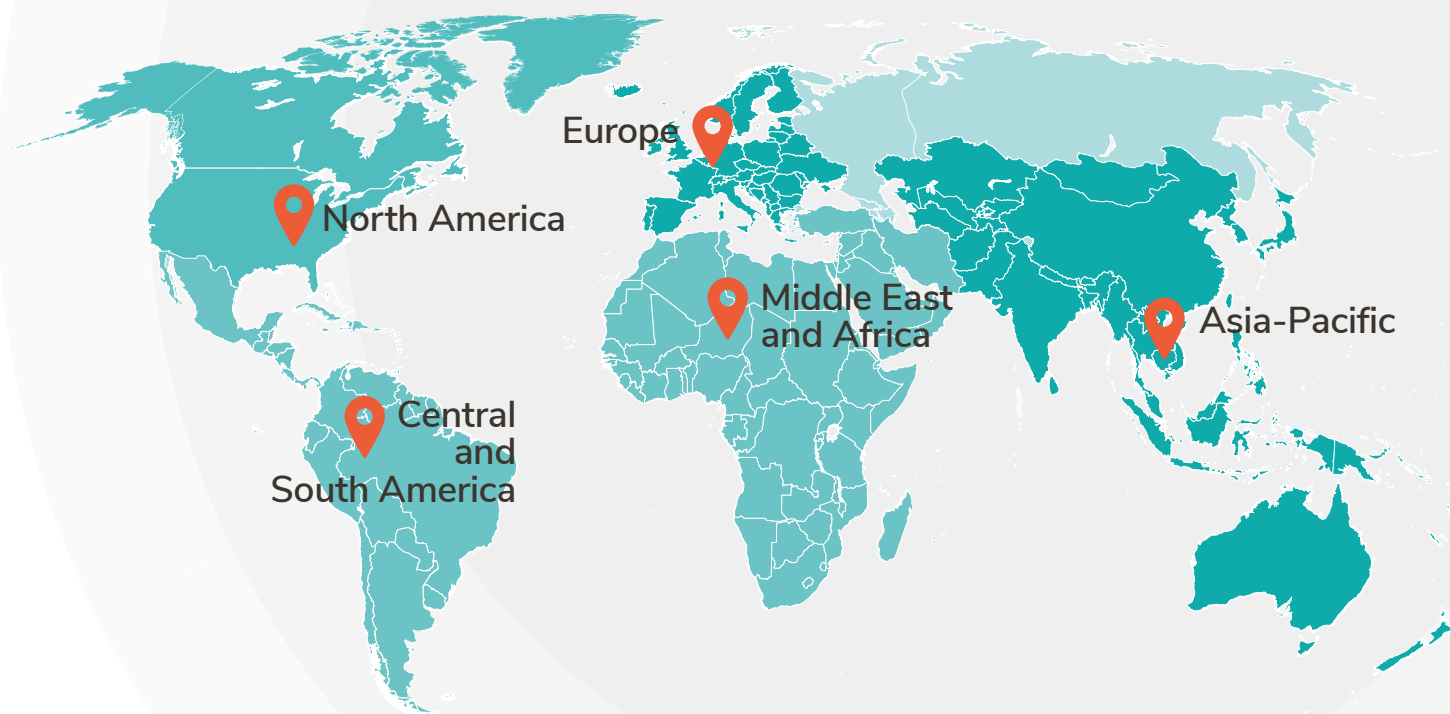 Europe
North America
Middle East
and Africa
Asia-Pacific
Central
and
South America